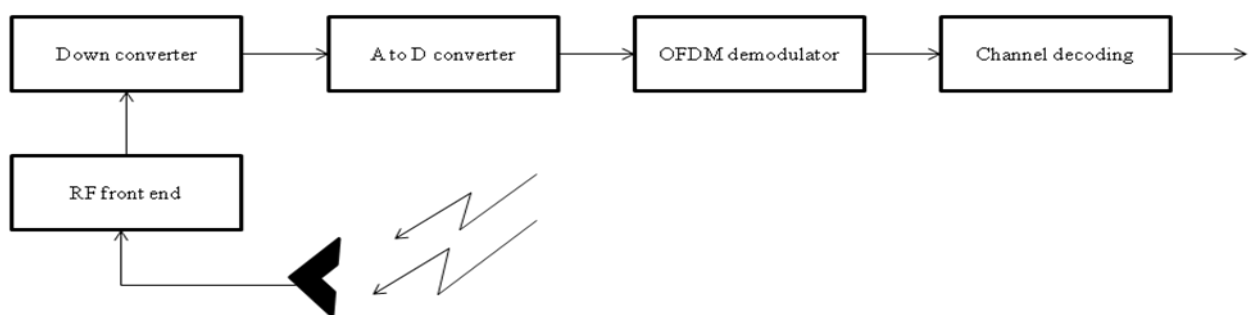 Down converter
A to D converter
OFDM demodulator
Channel decoding
RF front end